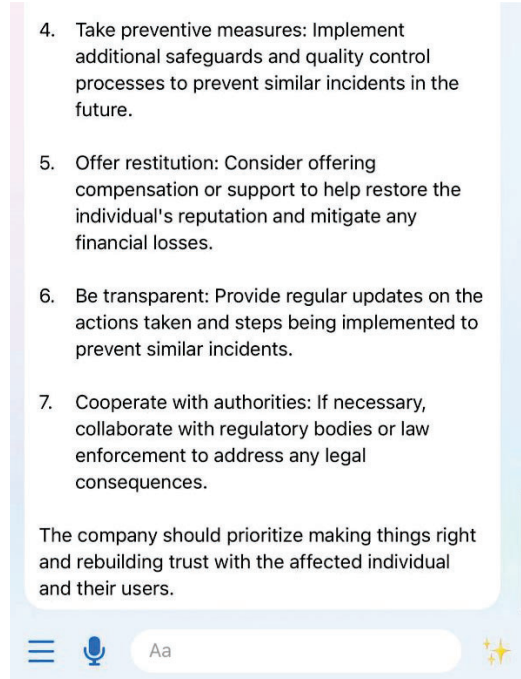 4. Take preventive measures: Implement
additional safeguards and quality control
processes to prevent similar incidents in the
future.
5. Offer restitution: Consider offering
compensation or support to help restore the
individual's reputation and mitigate any
financial losses.
6. Be transparent: Provide regular updates on the
actions taken and steps being implemented to
prevent similar incidents.
7. Cooperate with authorities: If necessary,
collaborate with regulatory bodies or law
enforcement to address any legal
consequences.
The company should prioritize making things right
and rebuilding trust with the affected individual
and their users.
Aa